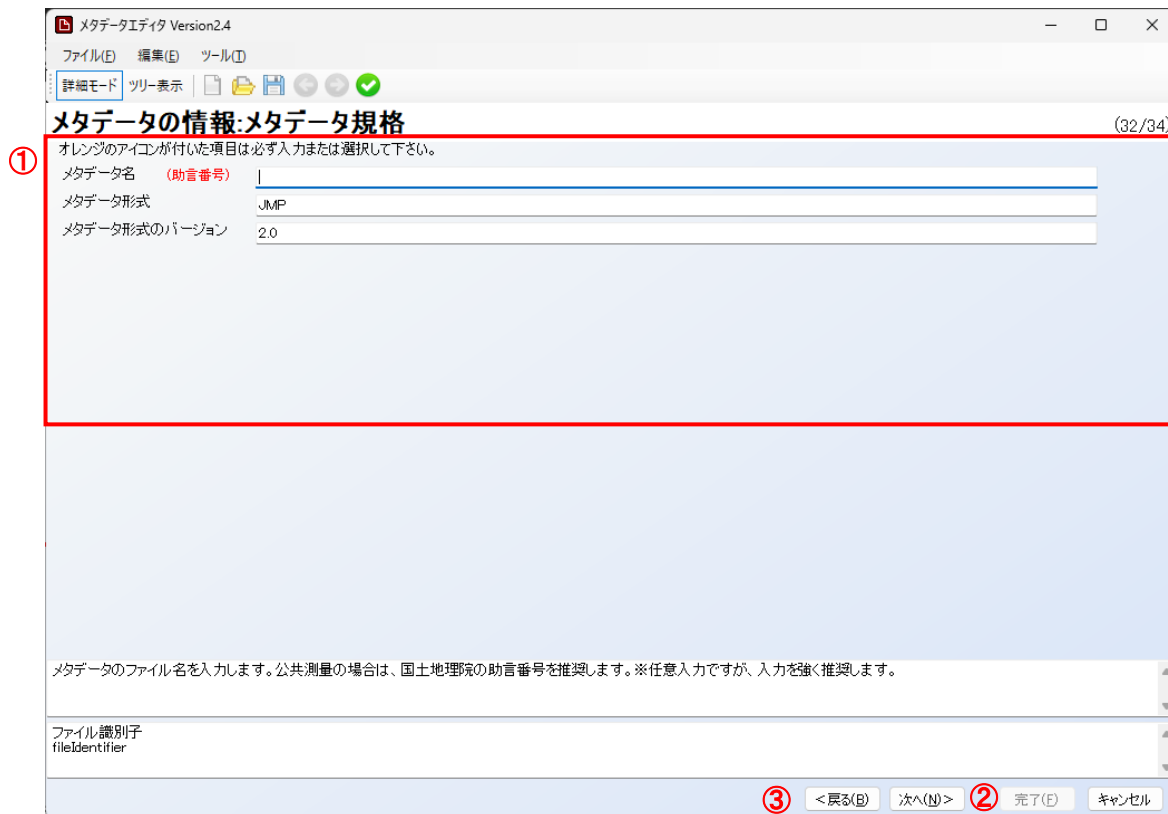 メタデータエディタ Version2.4
ファイル(F) 編集(E) ツール(T)
詳細モード ツリー表示
メタデータの情報:メタデータ規格 (32/34)
①
オレンジのアイコンが付いた項目は必ず入力または選択して下さい。
メタデータ名 (助言番号)
メタデータ形式 JMP
メタデータ形式のバージョン 2.0
メタデータのファイル名を入力します。公共測量の場合は、国土地理院の助言番号を推奨します。※任意入力ですが、入力を強く推奨します。
ファイル識別子
fileIdentifier
③ <戻る(B) 次へ(N)> ② 完了(F) キャンセル